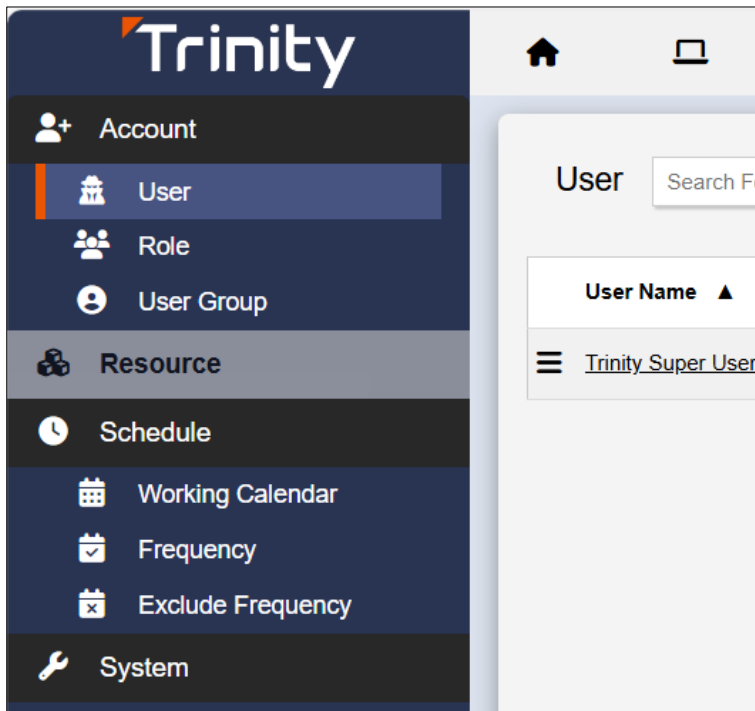 Trinity
Account
User
Role
User Group
Resource
Schedule
Working Calendar
Frequency
Exclude Frequency
System
User
Search
User Name ▲
Trinity Super User